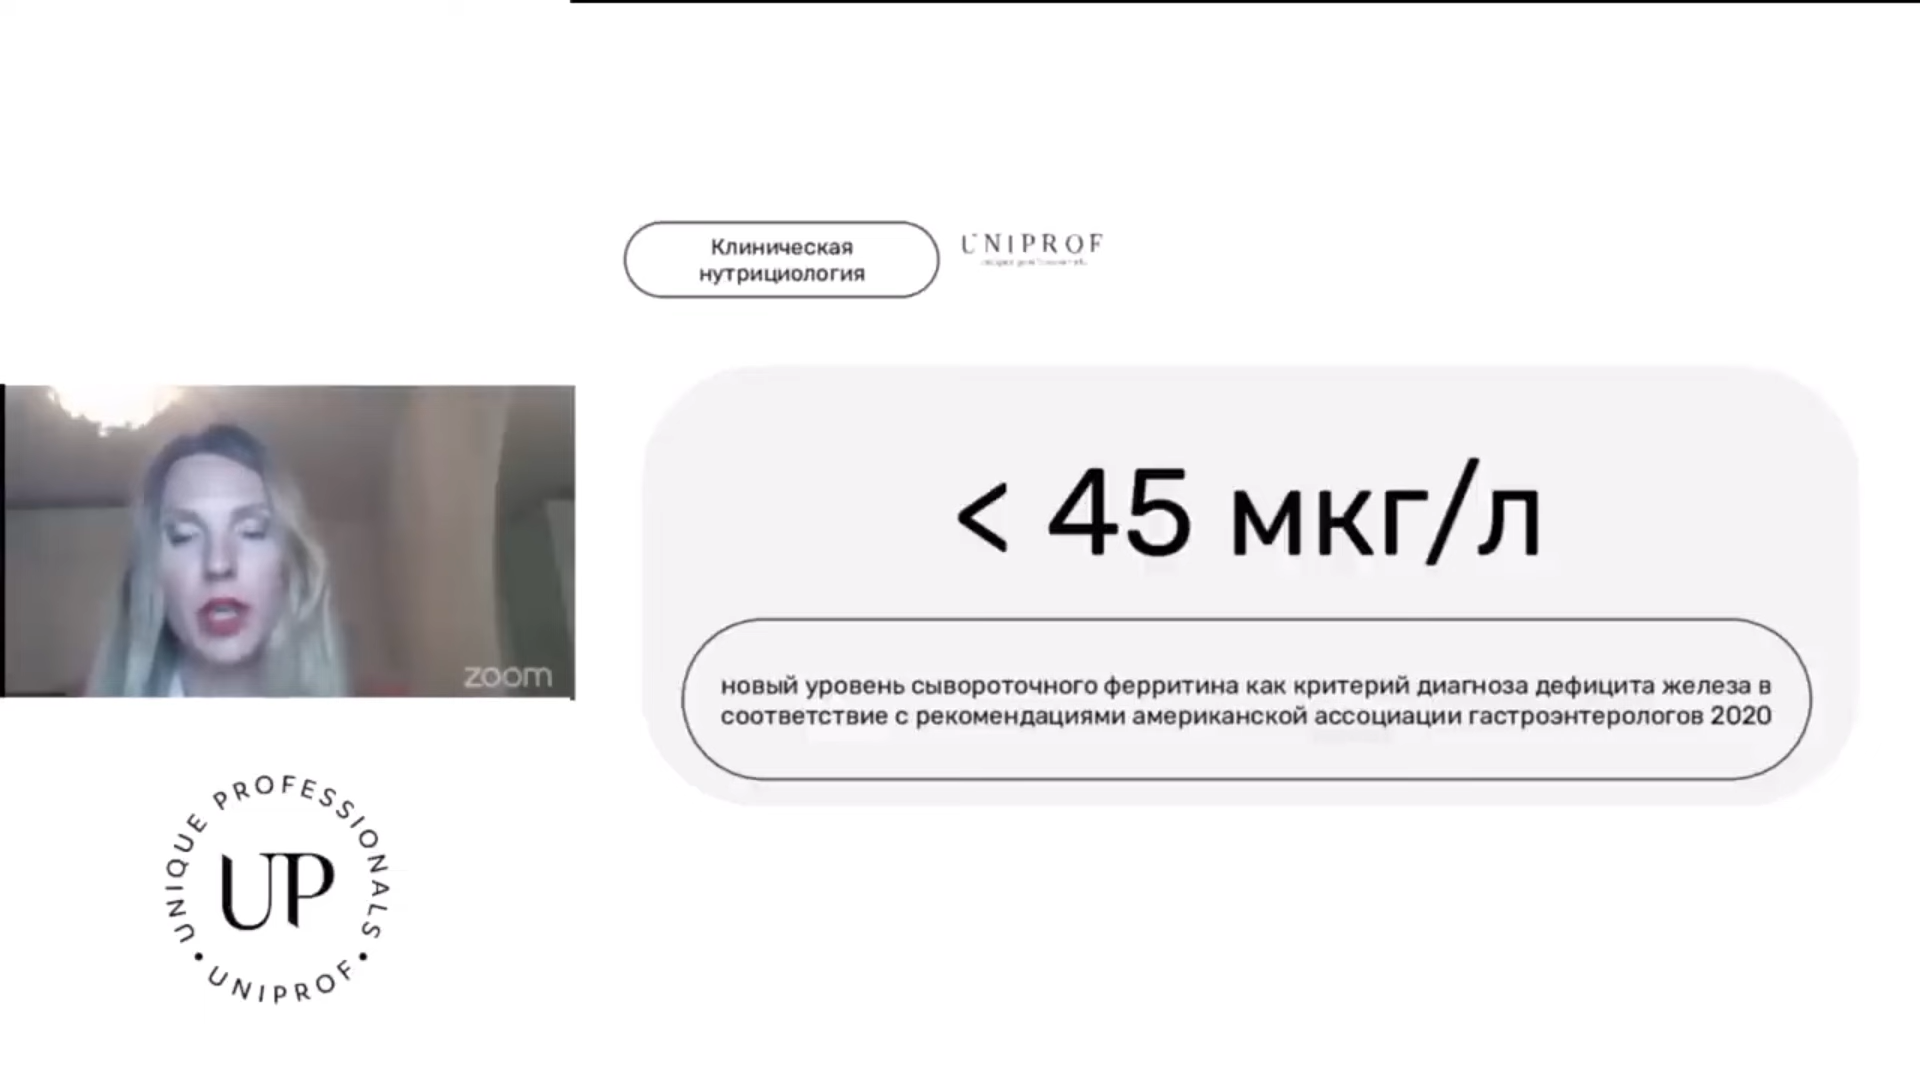 Клиническая
нутрициология
UNIPROF
< 45 мкг/л
новый уровень сывороточного ферритина как критерий диагноза дефицита железа в
соответствие с рекомендациями американской ассоциации гастроэнтерологов 2020
zoom
UNIQUE PROFESSIONALS
UP
• UNIPROF •